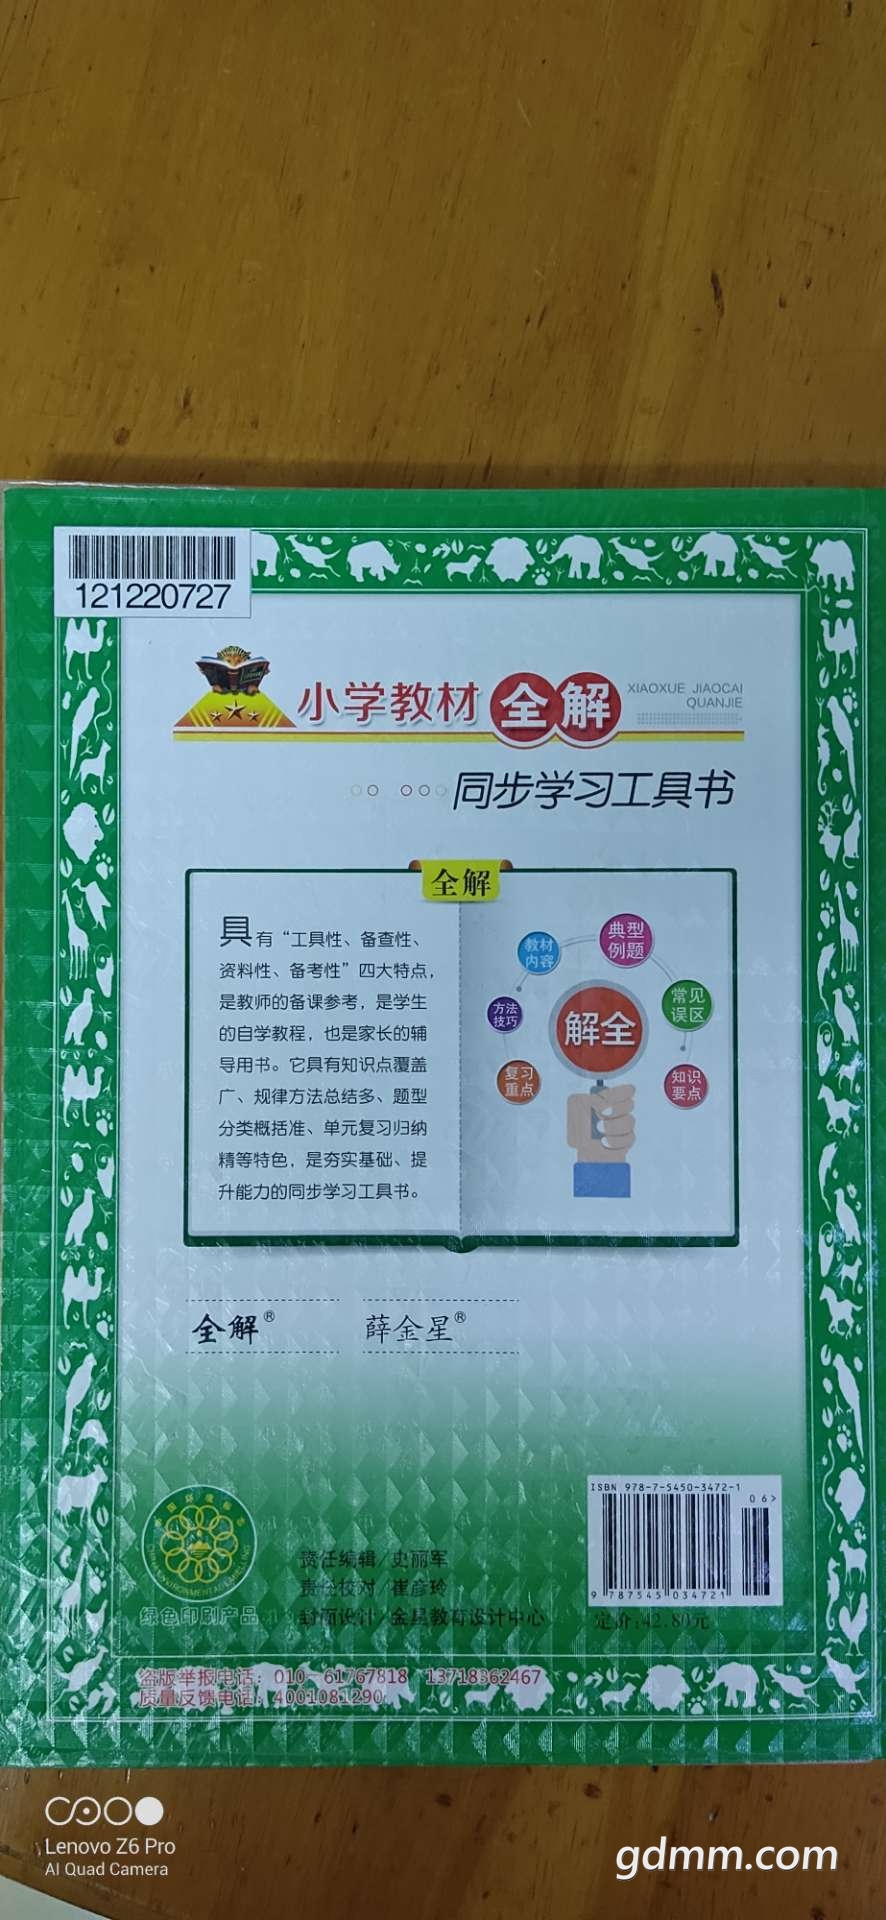 121220727
小学教材全解 XIAOXUE JIAOCAI
QUANJIE
同步学习工具书
全解
具有“工具性、备查性、
资料性、备考性”四大特点，
是教师的备课参考，是学生
的自学教程，也是家长的辅
导用书。它具有知识点覆盖
广、规律方法总结多、题型
分类概括准、单元复习归纳
精等特色，是夯实基础、提
升能力的同步学习工具书。
典型
例题
教材
内容
常见
误区
方法
技巧
解全
复习
重点
知识
要点
全解® 薛金星®
ISBN 978-7-5450-3472-1
06>
9 787545 034721
定价:42.80元
责任编辑/史丽军
责任校对/崔彦玲
封面设计/金星教育设计中心
绿色印刷产品
盗版举报电话：010-61767818 13718362467
质量反馈电话：4001081290
Lenovo Z6 Pro
AI Quad Camera
gdmm.com